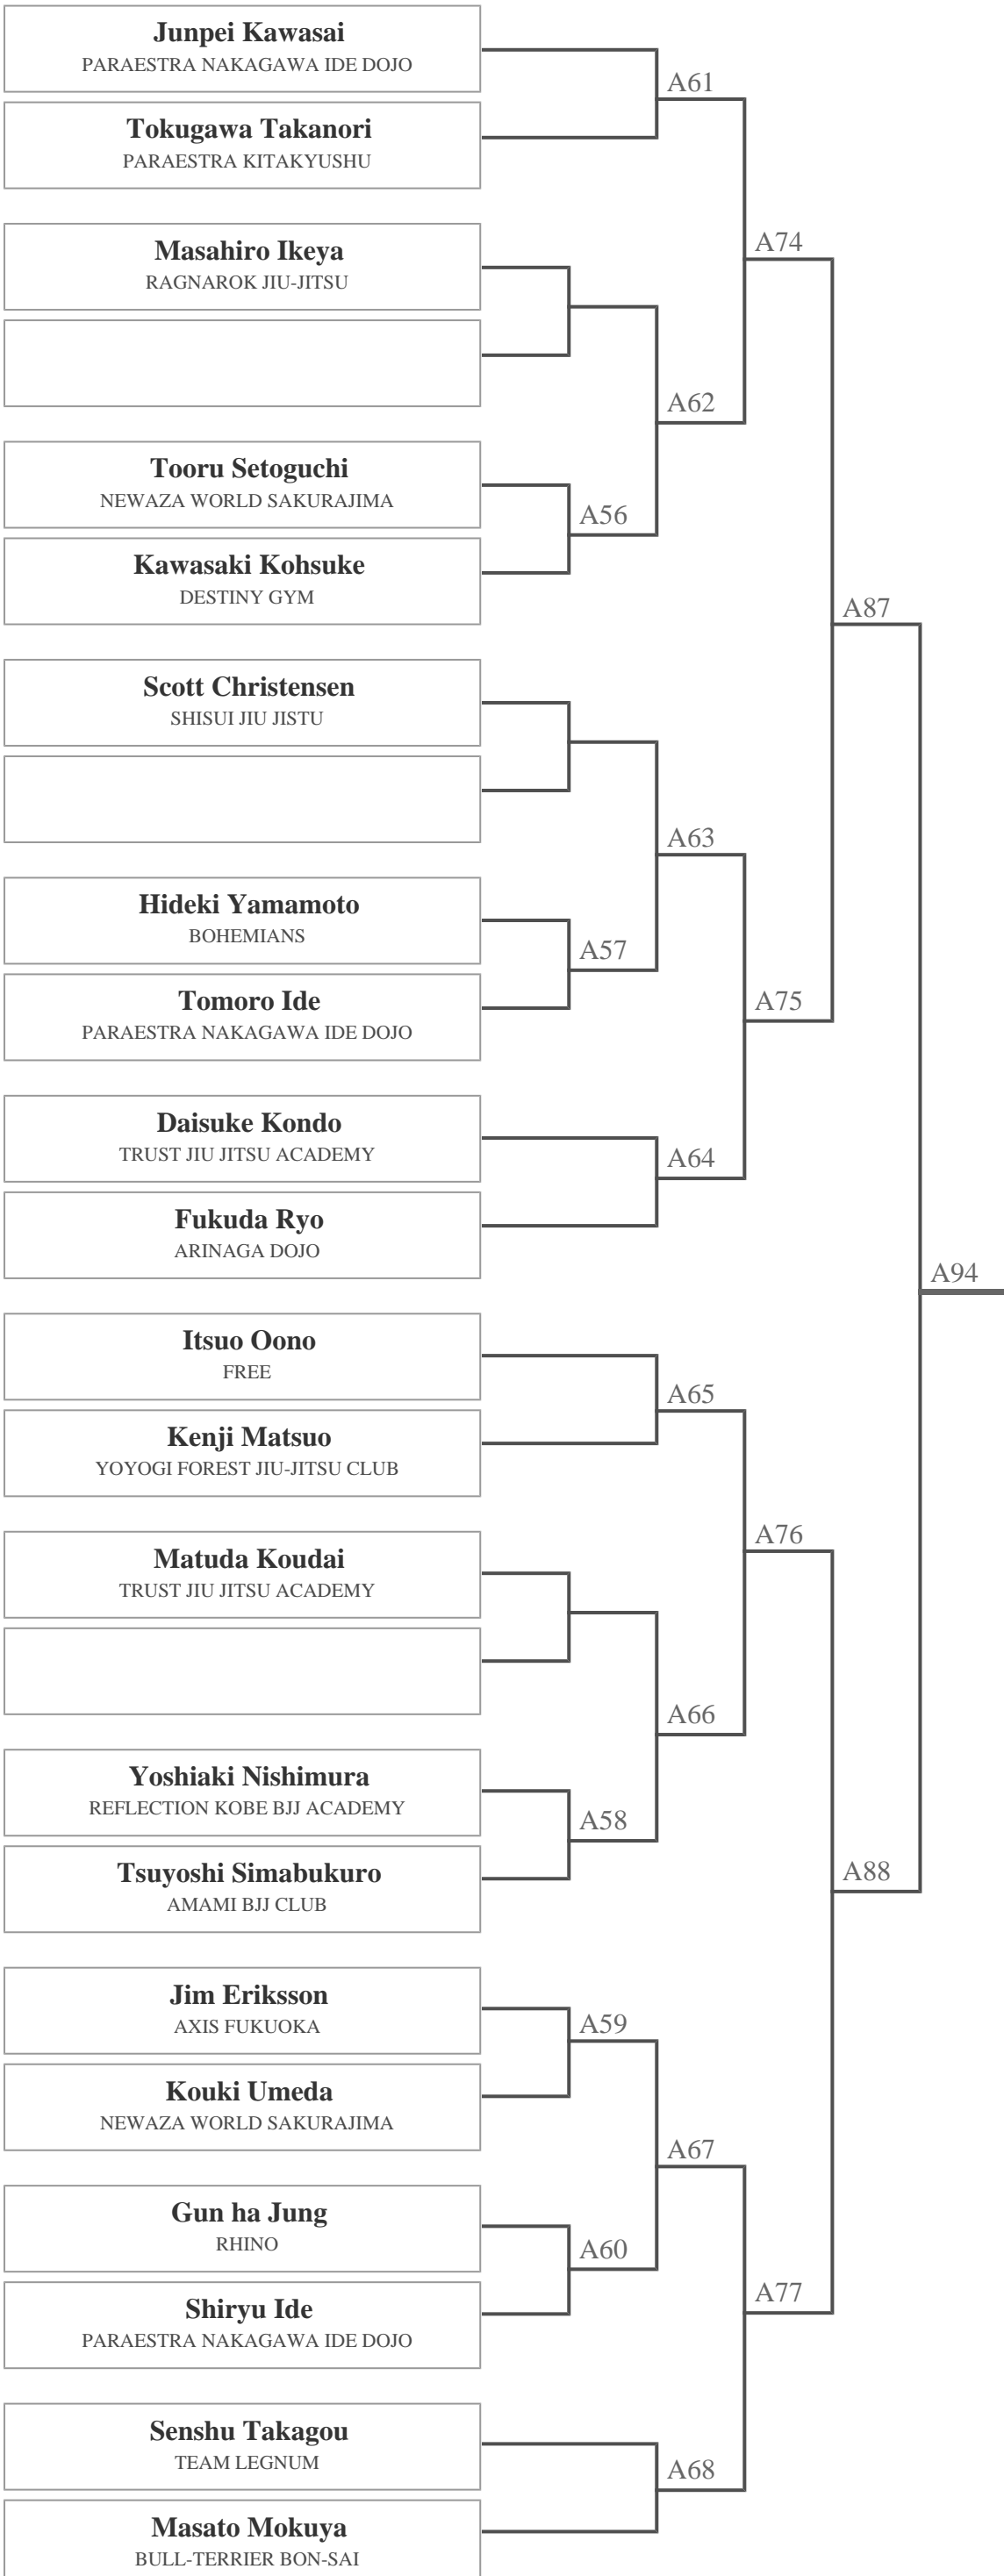 Junpei Kawasai
PARAESTRA NAKAGAWA IDE DOJO
A61
Tokugawa Takanori
PARAESTRA KITAKYUSHU
A74
Masahiro Ikeya
RAGNAROK JIU-JITSU
A62
Tooru Setoguchi
NEWAZA WORLD SAKURAJIMA
A56
Kawasaki Kohsuke
DESTINY GYM
A87
Scott Christensen
SHISUI JIU JISTU
A63
Hideki Yamamoto
BOHEMIANS
A57
Tomoro Ide
PARAESTRA NAKAGAWA IDE DOJO
A75
Daisuke Kondo
TRUST JIU JITSU ACADEMY
A64
Fukuda Ryo
ARINAGA DOJO
A94
Itsuo Oono
FREE
A65
Kenji Matsuo
YOYOGI FOREST JIU-JITSU CLUB
A76
Matuda Koudai
TRUST JIU JITSU ACADEMY
A66
Yoshiaki Nishimura
REFLECTION KOBE BJJ ACADEMY
A58
Tsuyoshi Simabukuro
AMAMI BJJ CLUB
A88
Jim Eriksson
AXIS FUKUOKA
A59
Kouki Umeda
NEWAZA WORLD SAKURAJIMA
A67
Gun ha Jung
RHINO
A60
Shiryu Ide
PARAESTRA NAKAGAWA IDE DOJO
A77
Senshu Takagou
TEAM LEGNUM
A68
Masato Mokuya
BULL-TERRIER BON-SAI